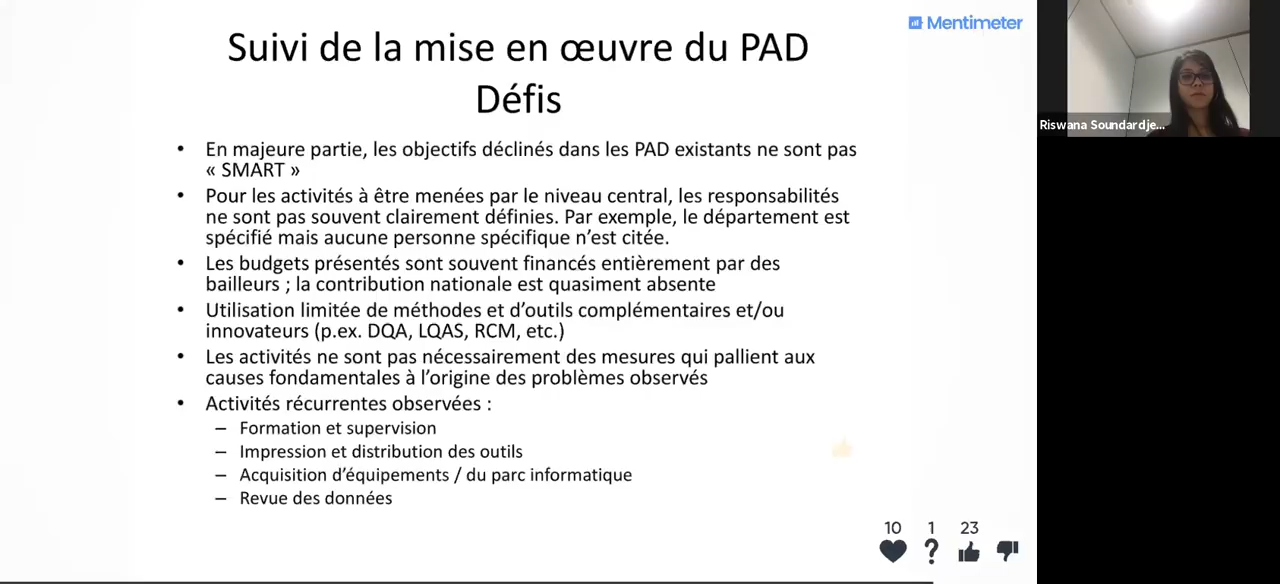 Mentimeter
Suivi de la mise en œuvre du PAD
Défis
• En majeure partie, les objectifs déclinés dans les PAD existants ne sont pas
« SMART »
• Pour les activités à être menées par le niveau central, les responsabilités
ne sont pas souvent clairement définies. Par exemple, le département est
spécifié mais aucune personne spécifique n’est citée.
• Les budgets présentés sont souvent financés entièrement par des
bailleurs ; la contribution nationale est quasiment absente
• Utilisation limitée de méthodes et d’outils complémentaires et/ou
innovateurs (p.ex. DQA, LQAS, RCM, etc.)
• Les activités ne sont pas nécessairement des mesures qui pallient aux
causes fondamentales à l’origine des problèmes observés
• Activités récurrentes observées :
– Formation et supervision
– Impression et distribution des outils
– Acquisition d’équipements / du parc informatique
– Revue des données
10 1 23
?
Riswana Soundardje...